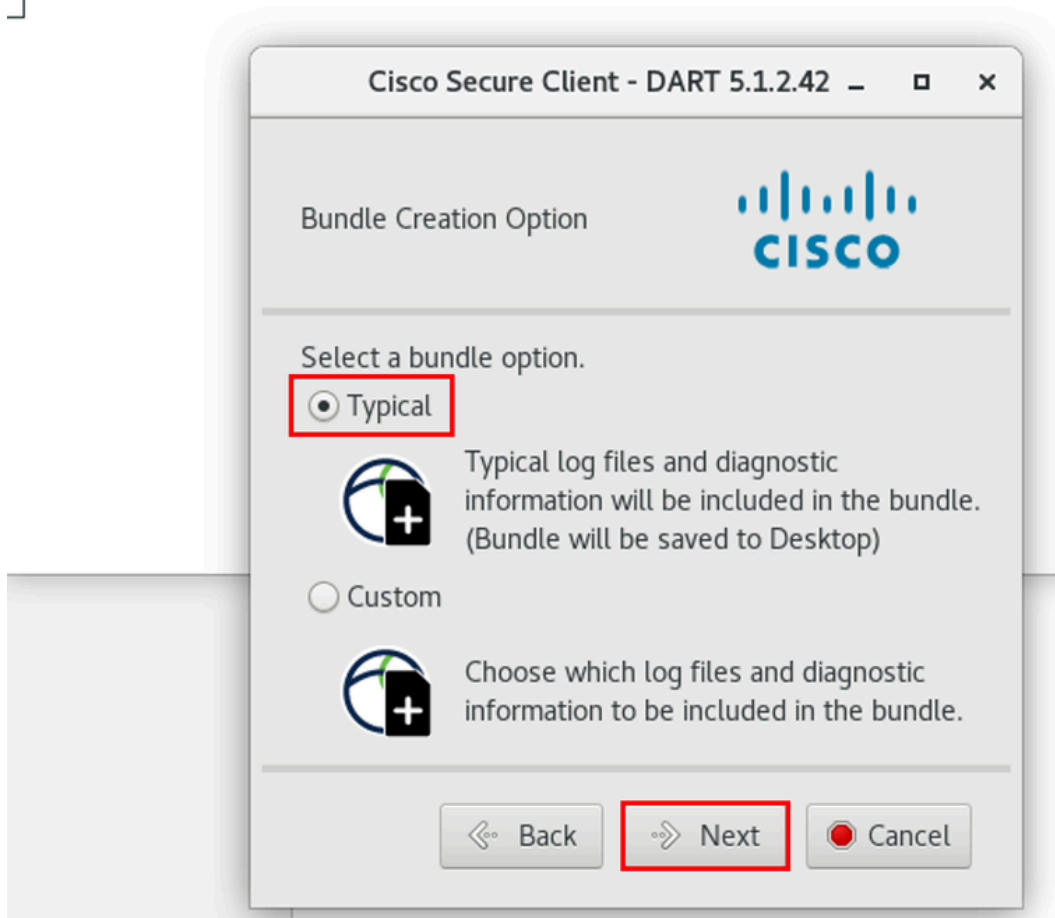 Cisco Secure Client - DART 5.1.2.42
Bundle Creation Option
CISCO
Select a bundle option.
Typical
Typical log files and diagnostic
information will be included in the bundle.
(Bundle will be saved to Desktop)
Custom
Choose which log files and diagnostic
information to be included in the bundle.
Back
Next
Cancel